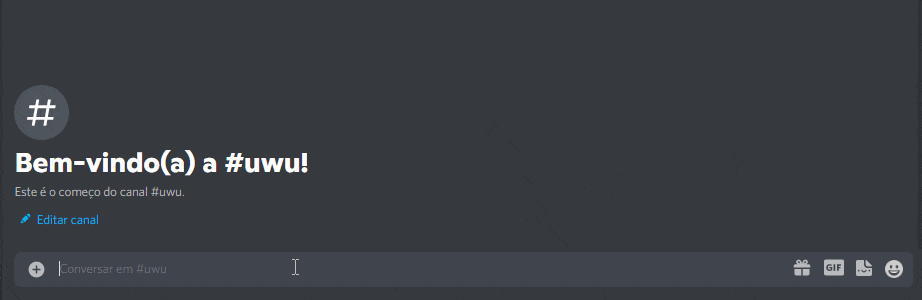 #
Bem-vindo(a) a #uwu!
Este é o começo do canal #uwu.
Editar canal
Conversar em #uwu
GIF